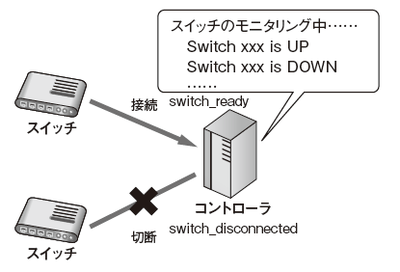 スイッチのモニタリング中……
Switch xxx is UP
Switch xxx is DOWN
……
接続 switch_ready
スイッチ
コントローラ
切断 switch_disconnected
スイッチ